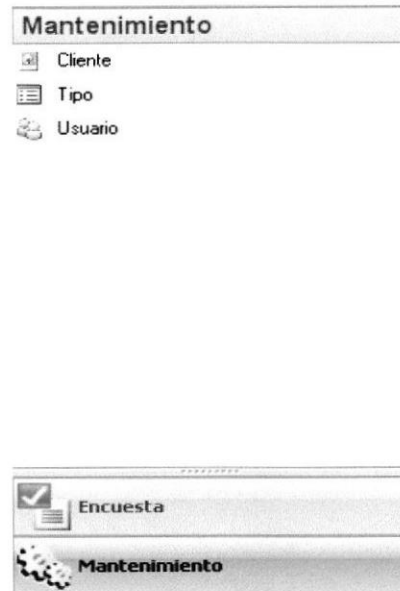 Mantenimiento
Cliente
Tipo
Usuario
Encuesta
Mantenimiento